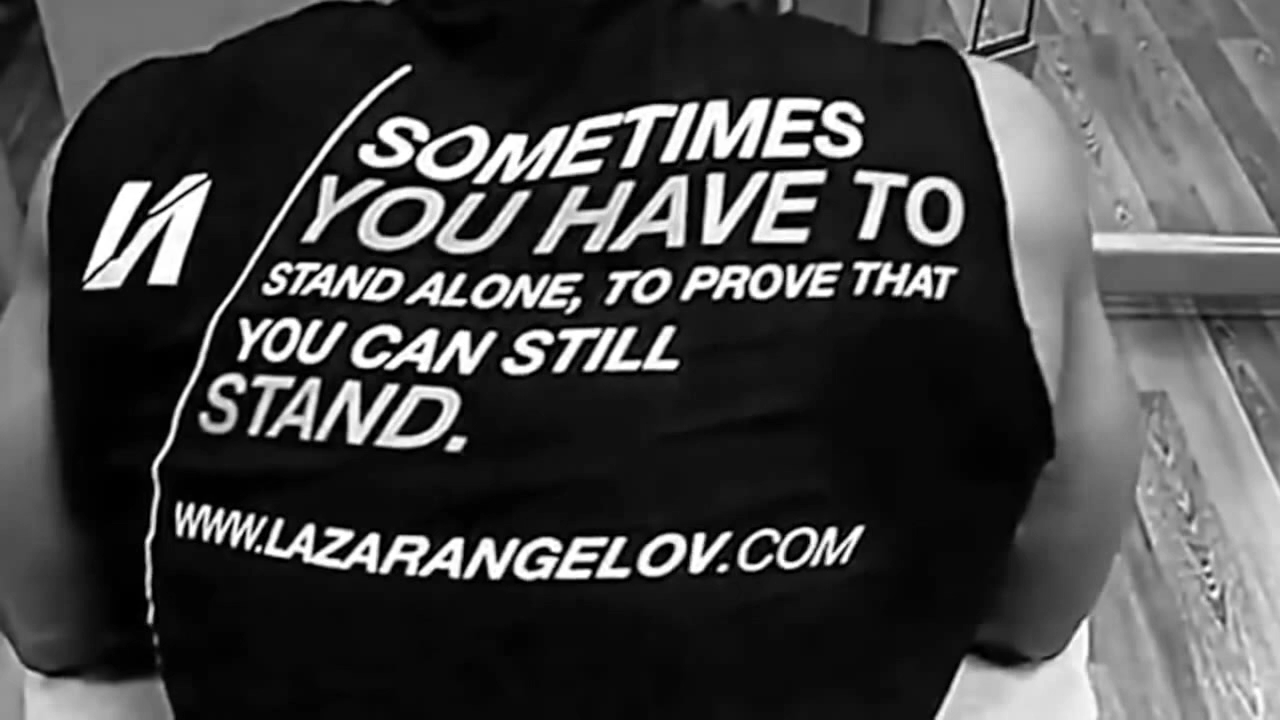 SOMETIMES
YOU HAVE TO
STAND ALONE, TO PROVE THAT
YOU CAN STILL
STAND.
WWW.LAZARANGELOV.COM